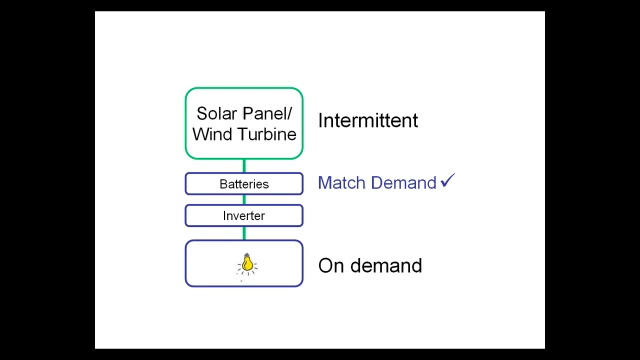 Solar Panel/
Wind Turbine
Intermittent
Batteries
Match Demand ✓
Inverter
On demand